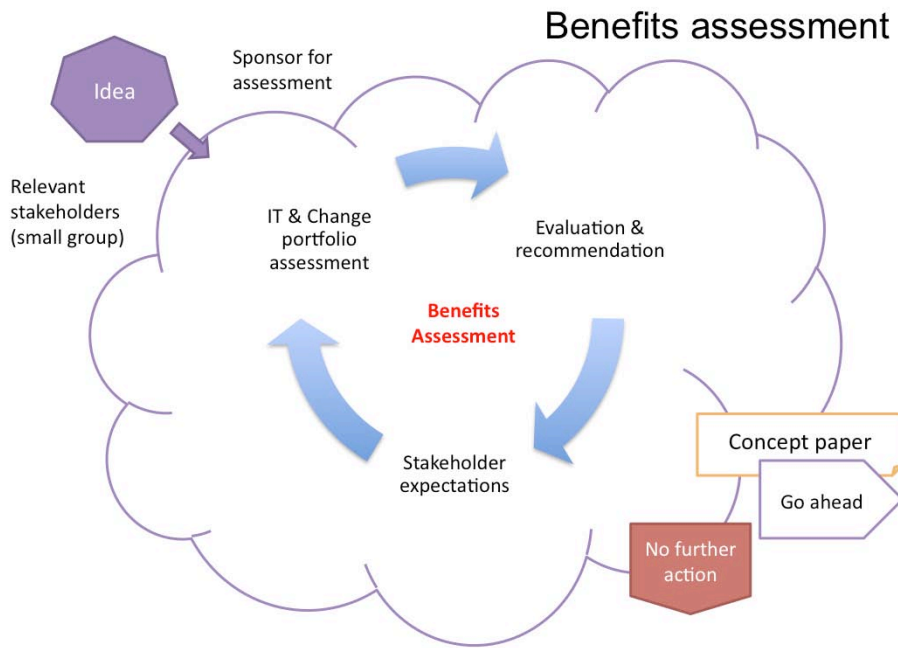 Benefits assessment
Idea
Sponsor for
assessment
Relevant
stakeholders
(small group)
IT & Change
portfolio
assessment
Evaluation &
recommendation
Benefits
Assessment
Stakeholder
expectations
Concept paper
Go ahead
No further
action